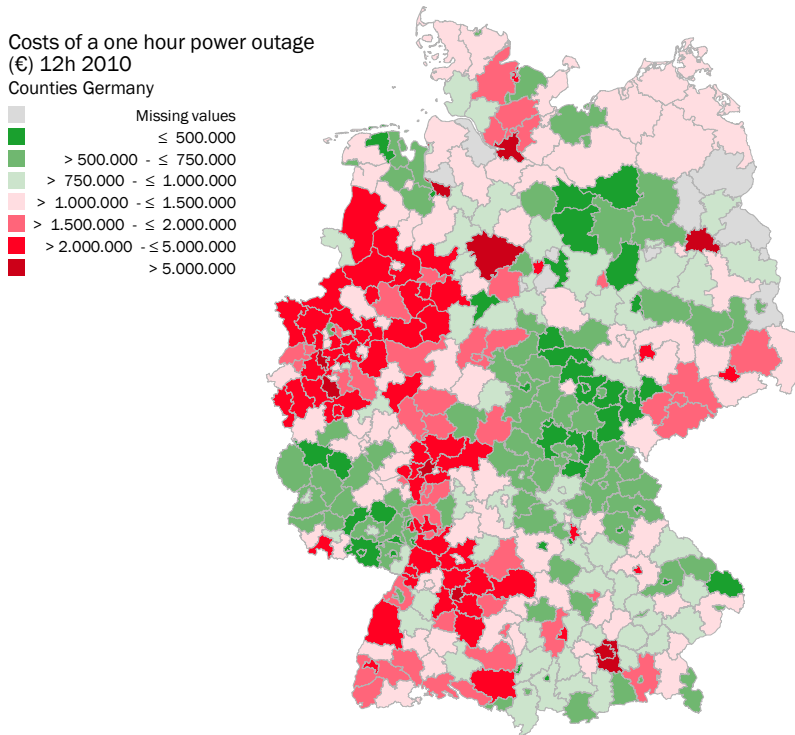 Costs of a one hour power outage
(€) 12h 2010
Counties Germany
Missing values
≤ 500.000
> 500.000 - ≤ 750.000
> 750.000 - ≤ 1.000.000
> 1.000.000 - ≤ 1.500.000
> 1.500.000 - ≤ 2.000.000
> 2.000.000 - ≤ 5.000.000
> 5.000.000